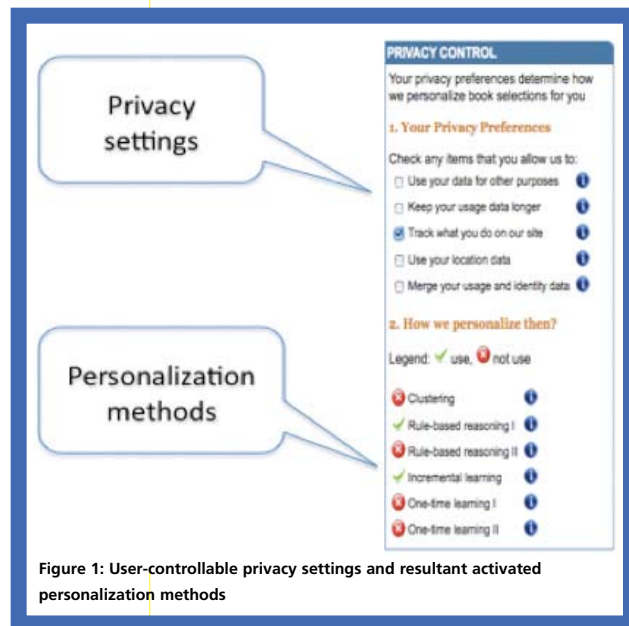 Privacy
settings
PRIVACY CONTROL
Your privacy preferences determine how
we personalize book selections for you
1. Your Privacy Preferences
Check any items that you allow us to:
Use your data for other purposes
Keep your usage data longer
Track what you do on our site
Use your location data
Merge your usage and identity data
Personalization
methods
2. How we personalize then?
Legend: use, not use
Clustering
Rule-based reasoning I
Rule-based reasoning II
Incremental learning
One-time learning I
One-time learning II
Figure 1: User-controllable privacy settings and resultant activated
personalization methods